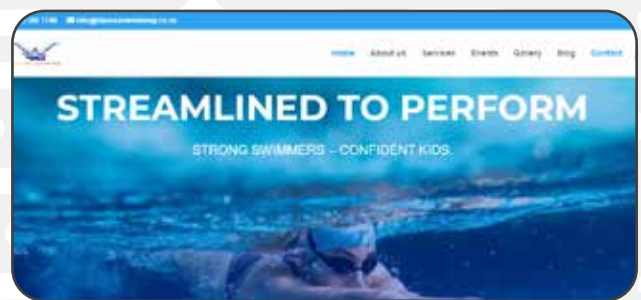 Home About us Services Events Gallery Blog Contact
STREAMLINED TO PERFORM
STRONG SWIMMERS – CONFIDENT KIDS.